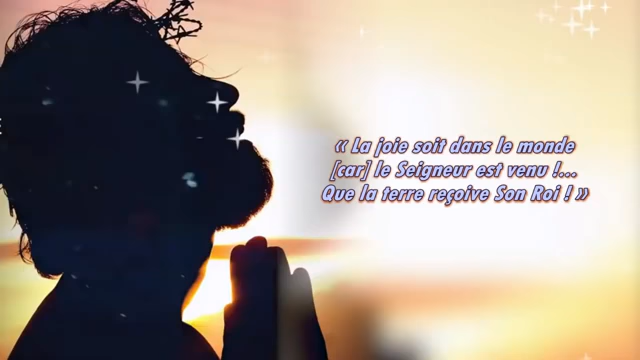 « La joie soit dans le monde
[car] le Seigneur est venu !...
Que la terre reçoive Son Roi ! »